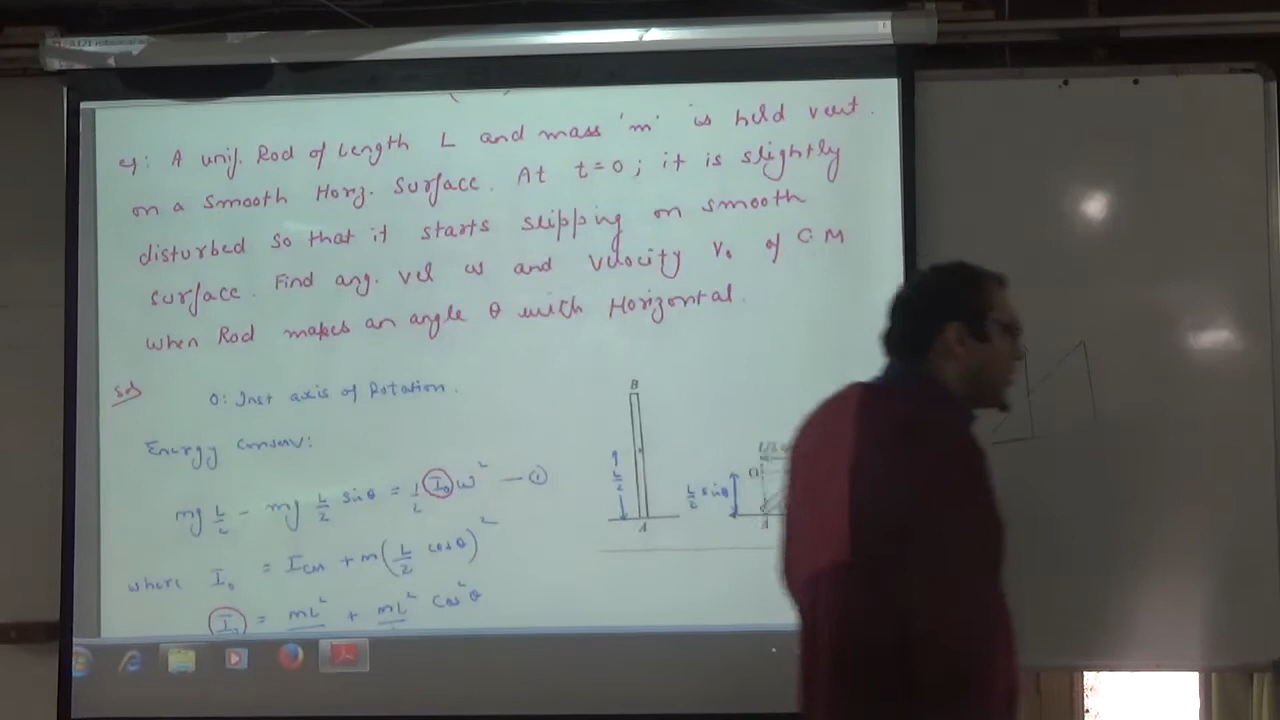 eg: A unif. Rod of Length L and mass 'm' is held vert.
on a smooth Horz. Surface. At t=0; it is slightly
disturbed so that it starts slipping on smooth
surface. Find ang. vel ω and velocity V₀ of C.M
when Rod makes an angle θ with Horizontal.
Sol
O: Inst axis of Rotation.
Energy Conserv:
mg L/2 - mg L/2 sinθ = 1/2 I₀ ω² — ①
where I₀ = ICM + m(L/2 cosθ)²
I₀ = mL² + mL² cos²θ
B
L/2
A
L/2 sinθ